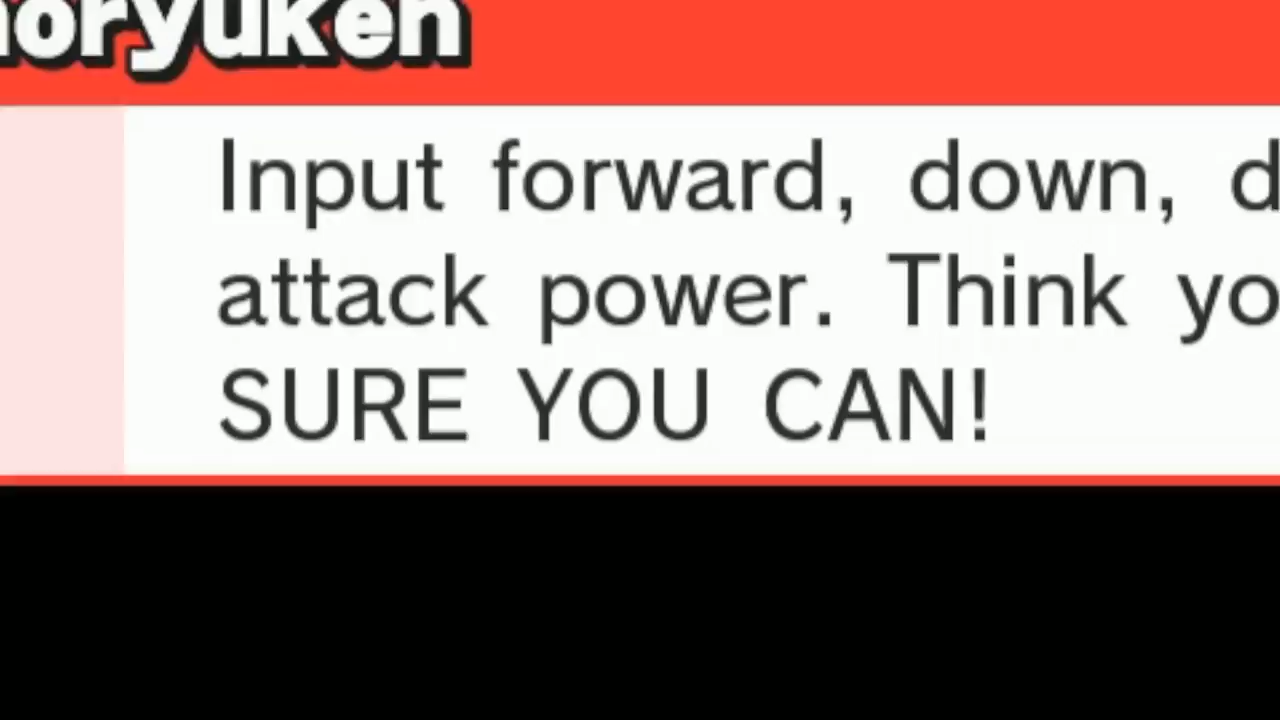 horyuken
Input forward, down, d
attack power. Think yo
SURE YOU CAN!